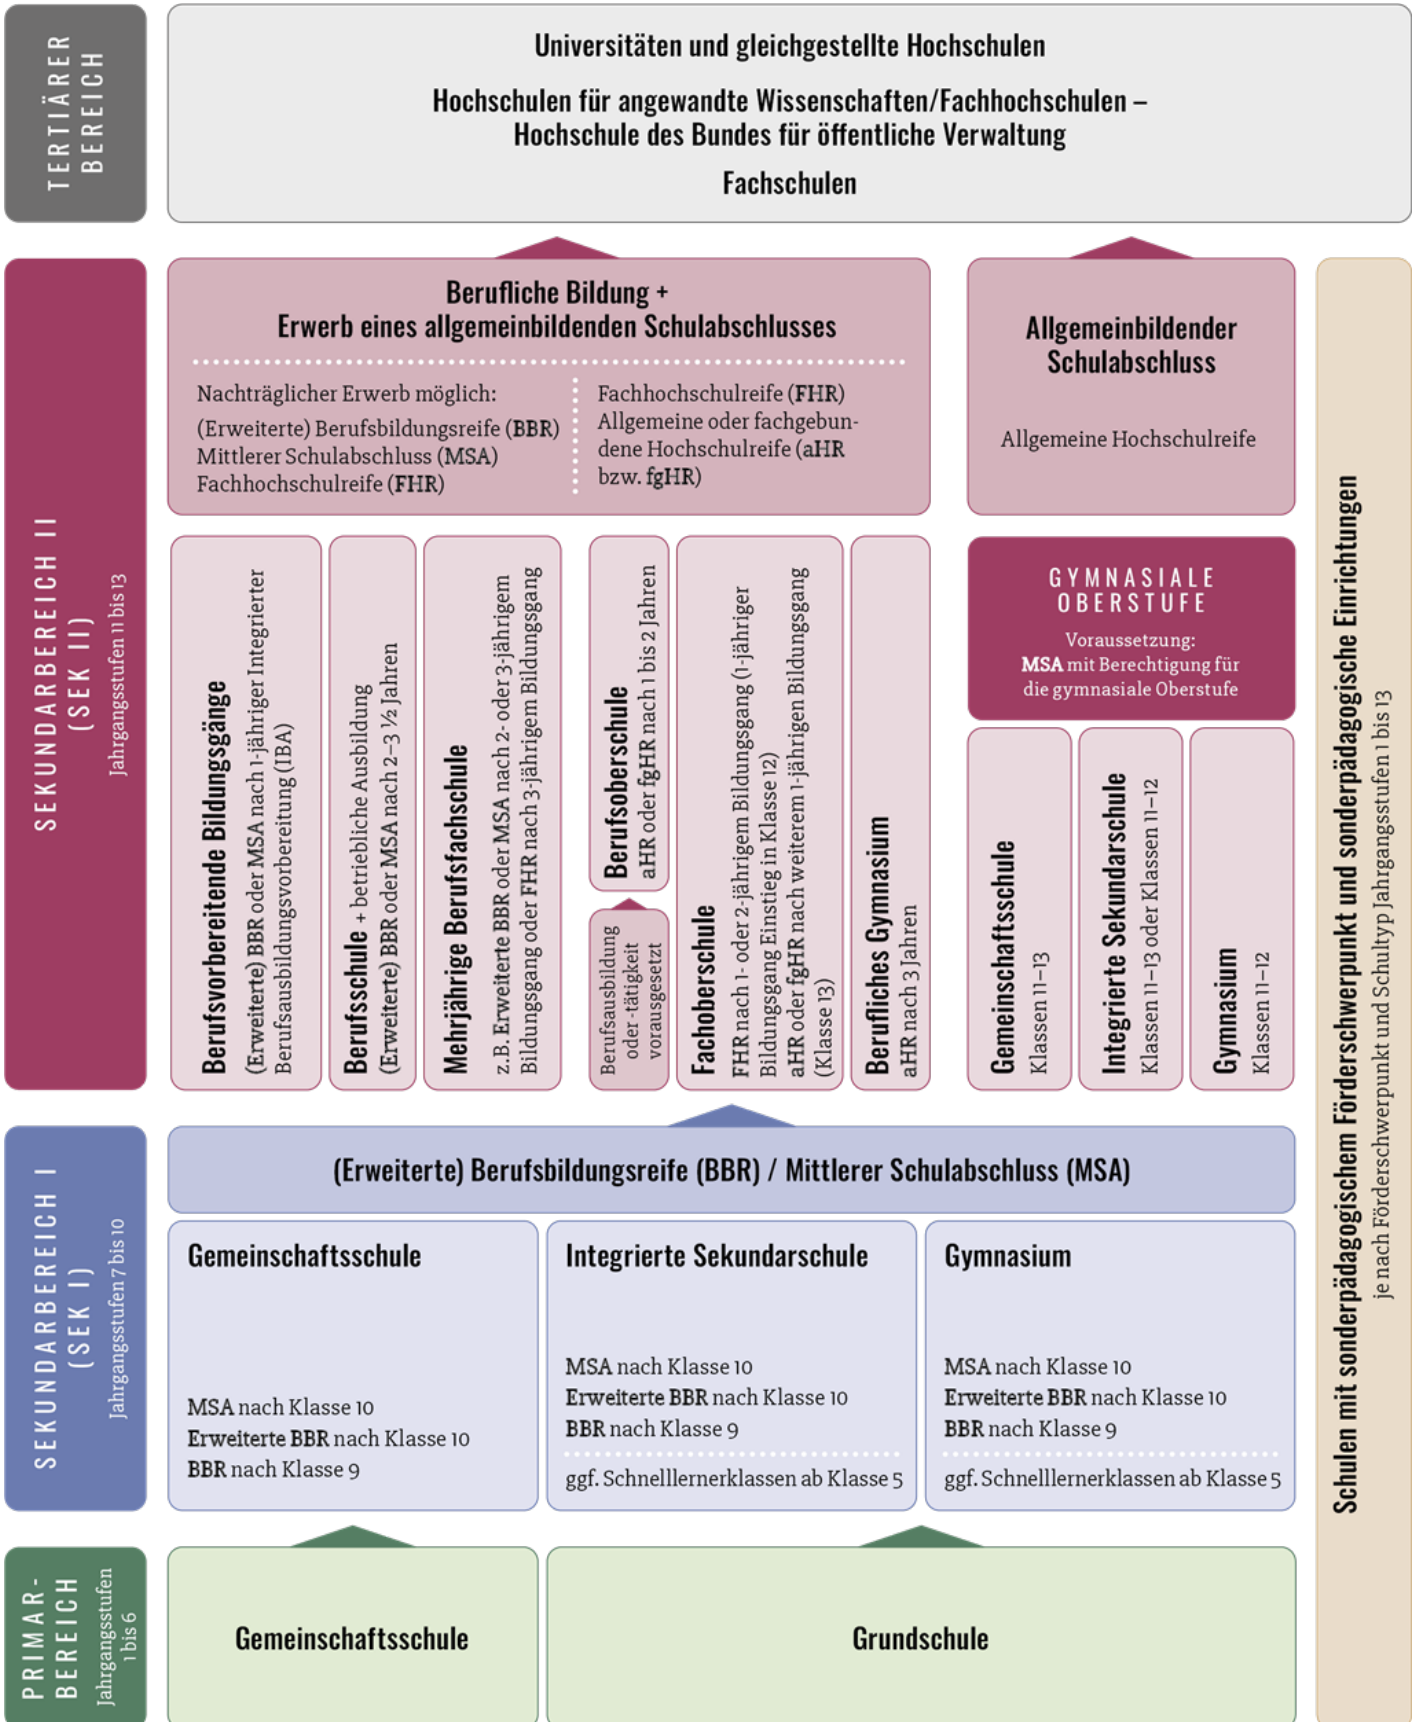 TERTIÄRER
BEREICH
Universitäten und gleichgestellte Hochschulen
Hochschulen für angewandte Wissenschaften/Fachhochschulen –
Hochschule des Bundes für öffentliche Verwaltung
Fachschulen
SEKUNDARBEREICH II
(SEK II)
Jahrgangsstufen 11 bis 13
Berufliche Bildung +
Erwerb eines allgemeinbildenden Schulabschlusses
Nachträglicher Erwerb möglich:
(Erweiterte) Berufsbildungsreife (BBR)
Mittlerer Schulabschluss (MSA)
Fachhochschulreife (FHR)
Fachhochschulreife (FHR)
Allgemeine oder fachgebun-
dene Hochschulreife (aHR
bzw. fgHR)
Allgemeinbildender
Schulabschluss
Allgemeine Hochschulreife
Berufsvorbereitende Bildungsgänge
(Erweiterte) BBR oder MSA nach 1-jähriger Integrierter
Berufsausbildungsvorbereitung (IBA)
Berufsschule + betriebliche Ausbildung
(Erweiterte) BBR oder MSA nach 2–3 ½ Jahren
Mehrjährige Berufsfachschule
z.B. Erweiterte BBR oder MSA nach 2- oder 3-jährigem
Bildungsgang oder FHR nach 3-jährigem Bildungsgang
Berufsoberschule
aHR oder fgHR nach 1 bis 2 Jahren
Berufsausbildung
oder -tätigkeit
vorausgesetzt
Fachoberschule
FHR nach 1- oder 2-jährigem Bildungsgang (1-jähriger
Bildungsgang Einstieg in Klasse 12)
aHR oder fgHR nach weiterem 1-jährigen Bildungsgang
(Klasse 13)
Berufliches Gymnasium
aHR nach 3 Jahren
GYMNASIALE
OBERSTUFE
Voraussetzung:
MSA mit Berechtigung für
die gymnasiale Oberstufe
Gemeinschaftsschule
Klassen 11–13
Integrierte Sekundarschule
Klassen 11–13 oder Klassen 11–12
Gymnasium
Klassen 11–12
Schulen mit sonderpädagogischem Förderschwerpunkt und sonderpädagogische Einrichtungen
je nach Förderschwerpunkt und Schultyp Jahrgangsstufen 1 bis 13
SEKUNDARBEREICH I
(SEK I)
Jahrgangsstufen 7 bis 10
(Erweiterte) Berufsbildungsreife (BBR) / Mittlerer Schulabschluss (MSA)
Gemeinschaftsschule
MSA nach Klasse 10
Erweiterte BBR nach Klasse 10
BBR nach Klasse 9
Integrierte Sekundarschule
MSA nach Klasse 10
Erweiterte BBR nach Klasse 10
BBR nach Klasse 9
ggf. Schnelllernerklassen ab Klasse 5
Gymnasium
MSA nach Klasse 10
Erweiterte BBR nach Klasse 10
BBR nach Klasse 9
ggf. Schnelllernerklassen ab Klasse 5
PRIMAR-
BEREICH
Jahrgangsstufen
1 bis 6
Gemeinschaftsschule
Grundschule